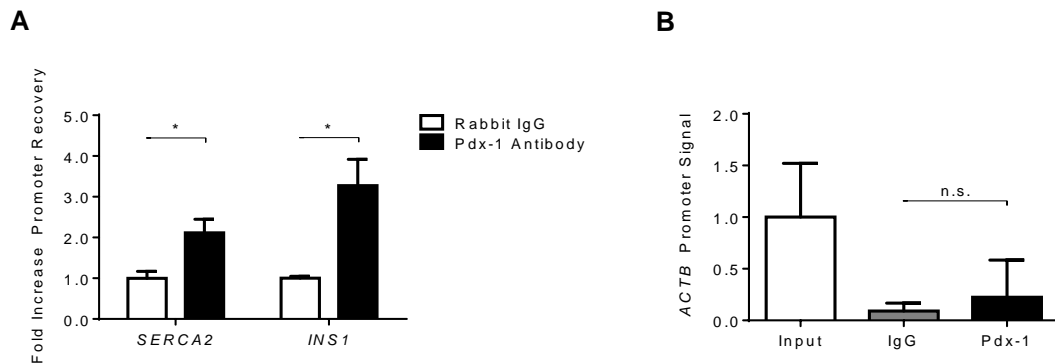 A
Fold Increase Promoter Recovery
5.0
4.0
3.0
2.0
1.0
0.0
*
*
SERCA2
INS1
Rabbit IgG
Pdx-1 Antibody
B
ACTB Promoter Signal
2.0
1.5
1.0
0.5
0.0
n.s.
Input
IgG
Pdx-1